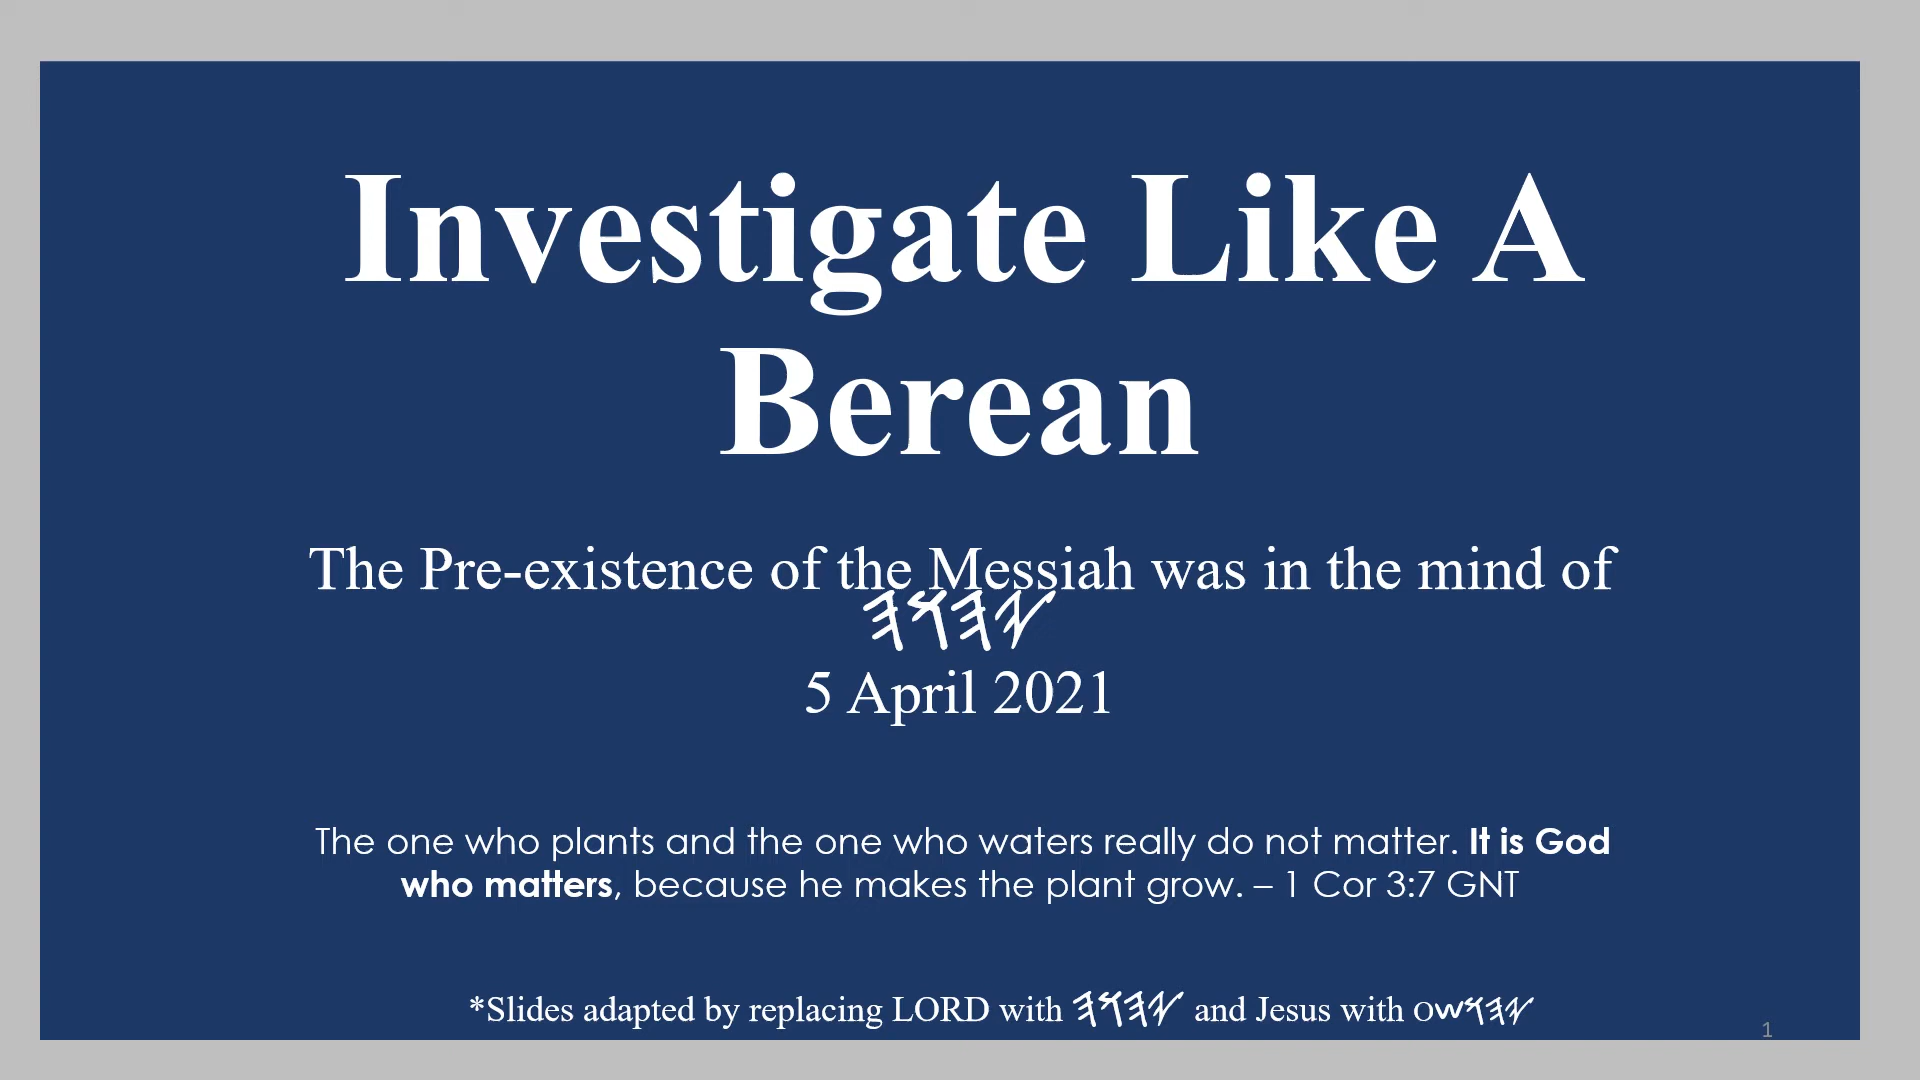 Investigate Like A
Berean
The Pre-existence of the Messiah was in the mind of
𐤉𐤄𐤅𐤄
5 April 2021
The one who plants and the one who waters really do not matter. It is God
who matters, because he makes the plant grow. – 1 Cor 3:7 GNT
*Slides adapted by replacing LORD with 𐤉𐤄𐤅𐤄 and Jesus with 𐤉𐤄𐤅𐤔𐤏
1